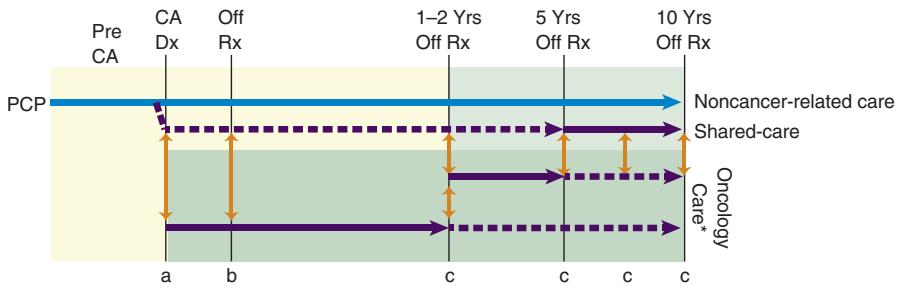 Pre
CA
CA
Dx
Off
Rx
1–2 Yrs
Off Rx
5 Yrs
Off Rx
10 Yrs
Off Rx
PCP
Noncancer-related care
Shared-care
Oncology
Care*
a
b
c
c
c
c